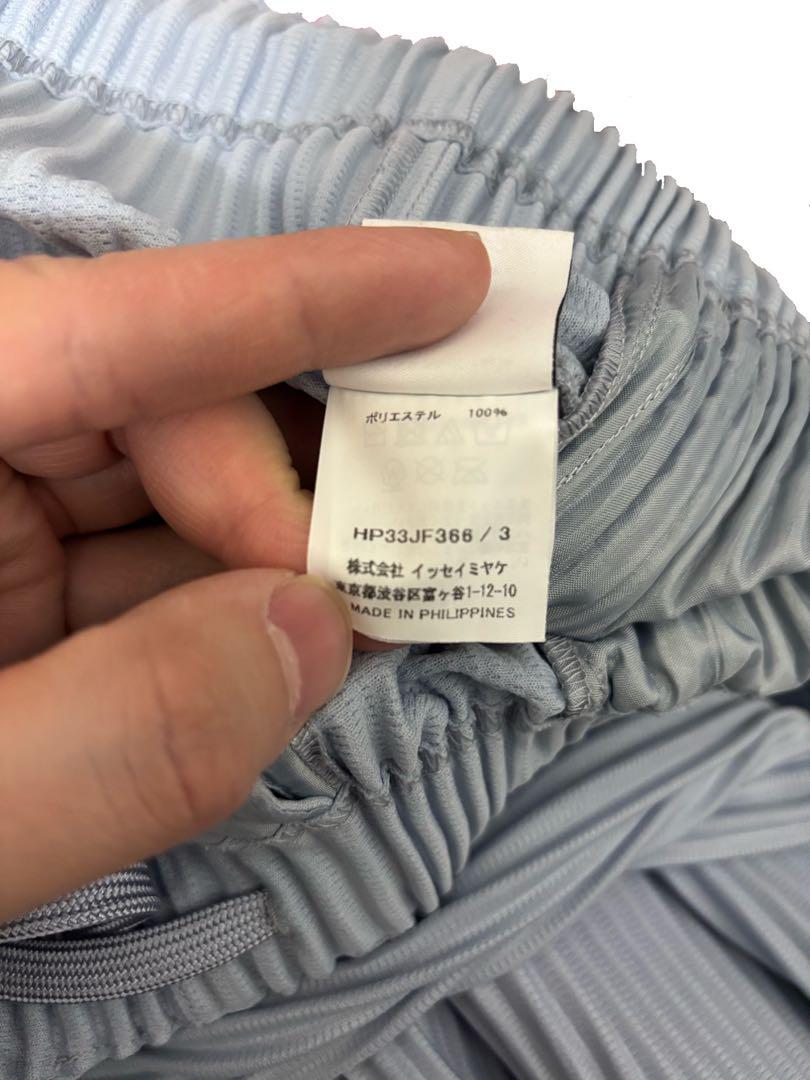 ポリエステル 100%
HP33JF366 / 3
株式会社 イッセイミヤケ
東京都渋谷区富ヶ谷1-12-10
MADE IN PHILIPPINES